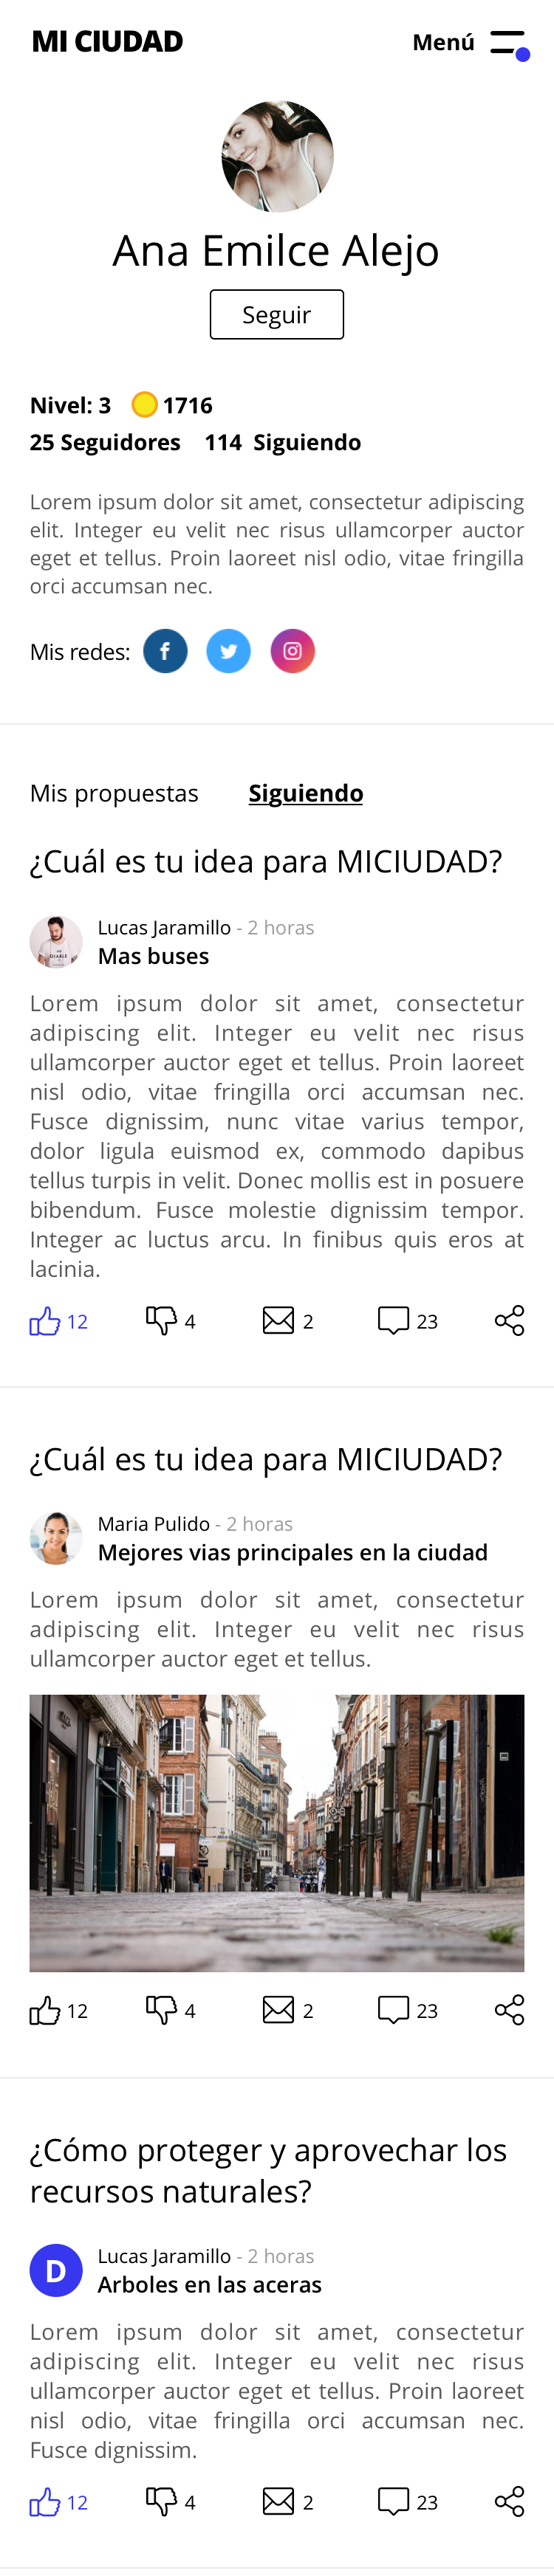 MI CIUDAD
Menú
Ana Emilce Alejo
Seguir
Nivel: 3 1716
25 Seguidores 114 Siguiendo
Lorem ipsum dolor sit amet, consectetur adipiscing
elit. Integer eu velit nec risus ullamcorper auctor
eget et tellus. Proin laoreet nisl odio, vitae fringilla
orci accumsan nec.
Mis redes:
Mis propuestas Siguiendo
¿Cuál es tu idea para MICIUDAD?
Lucas Jaramillo - 2 horas
Mas buses
Lorem ipsum dolor sit amet, consectetur
adipiscing elit. Integer eu velit nec risus
ullamcorper auctor eget et tellus. Proin laoreet
nisl odio, vitae fringilla orci accumsan nec.
Fusce dignissim, nunc vitae varius tempor,
dolor ligula euismod ex, commodo dapibus
tellus turpis in velit. Donec mollis est in posuere
bibendum. Fusce molestie dignissim tempor.
Integer ac luctus arcu. In finibus quis eros at
lacinia.
12 4 2 23
¿Cuál es tu idea para MICIUDAD?
Maria Pulido - 2 horas
Mejores vias principales en la ciudad
Lorem ipsum dolor sit amet, consectetur
adipiscing elit. Integer eu velit nec risus
ullamcorper auctor eget et tellus.
12 4 2 23
¿Cómo proteger y aprovechar los
recursos naturales?
D
Lucas Jaramillo - 2 horas
Arboles en las aceras
Lorem ipsum dolor sit amet, consectetur
adipiscing elit. Integer eu velit nec risus
ullamcorper auctor eget et tellus. Proin laoreet
nisl odio, vitae fringilla orci accumsan nec.
Fusce dignissim.
12 4 2 23